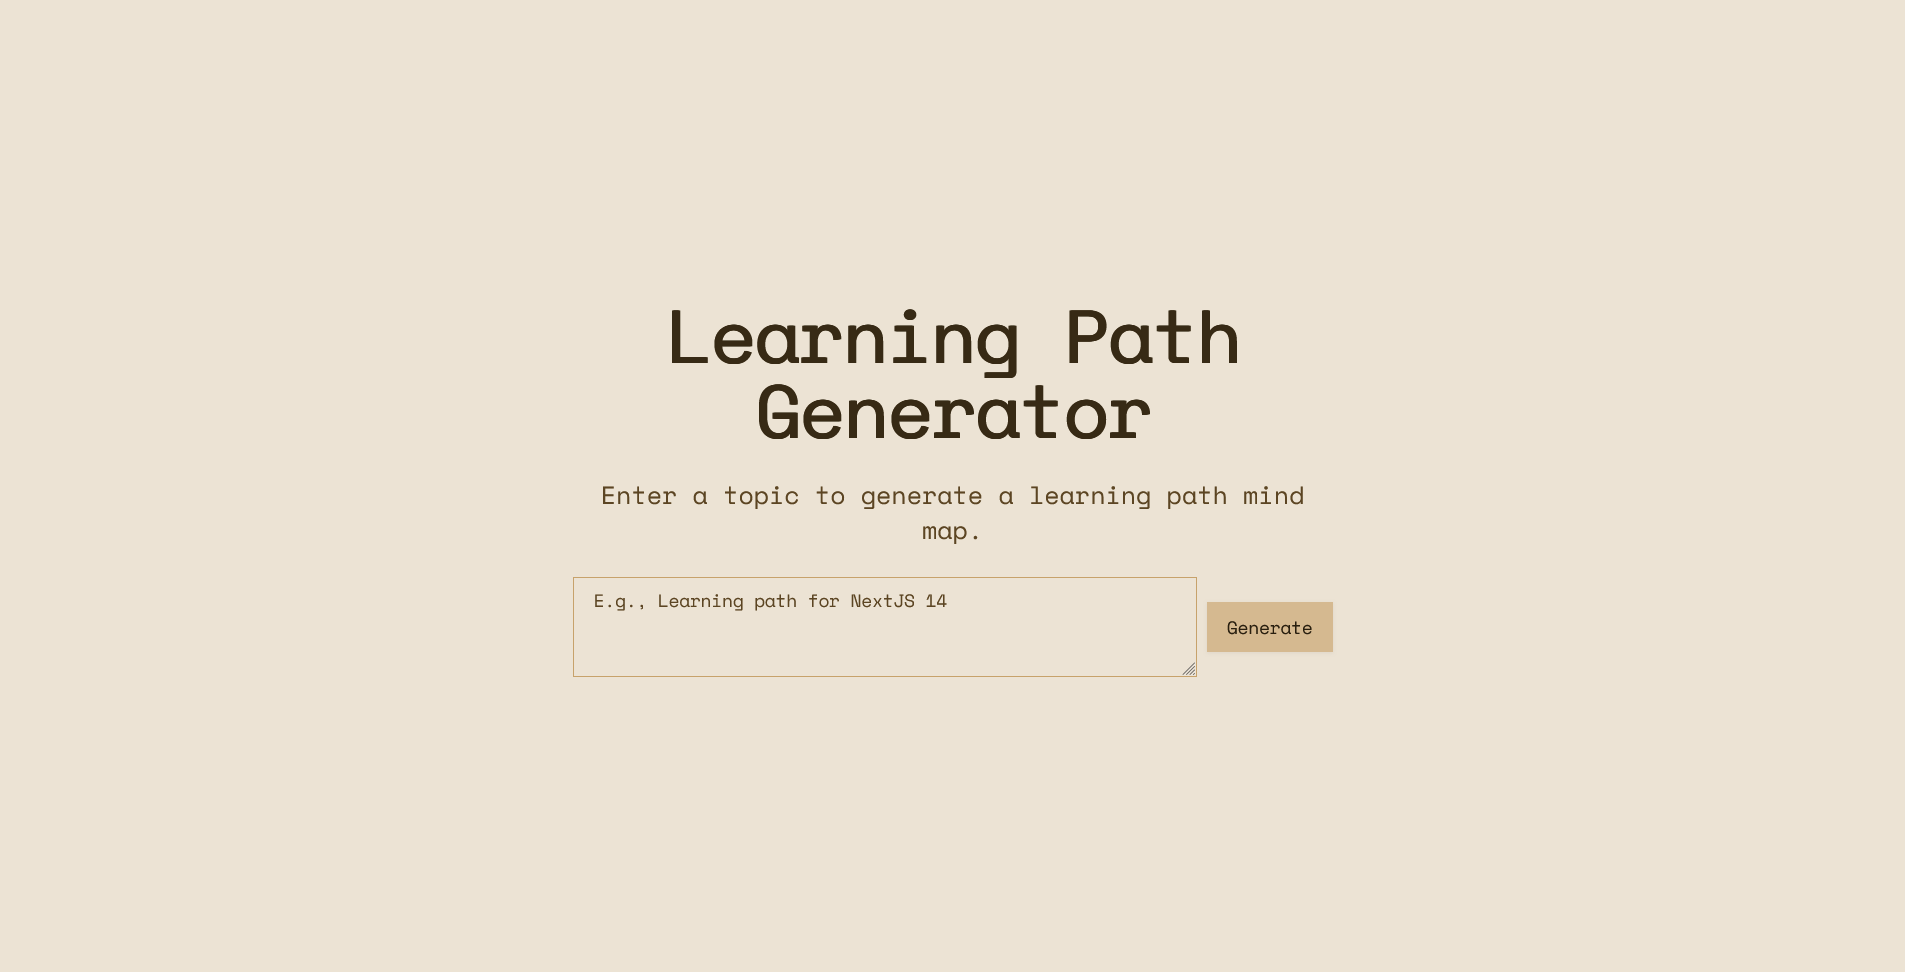 Learning Path
Generator
Enter a topic to generate a learning path mind
map.
E.g., Learning path for NextJS 14
Generate